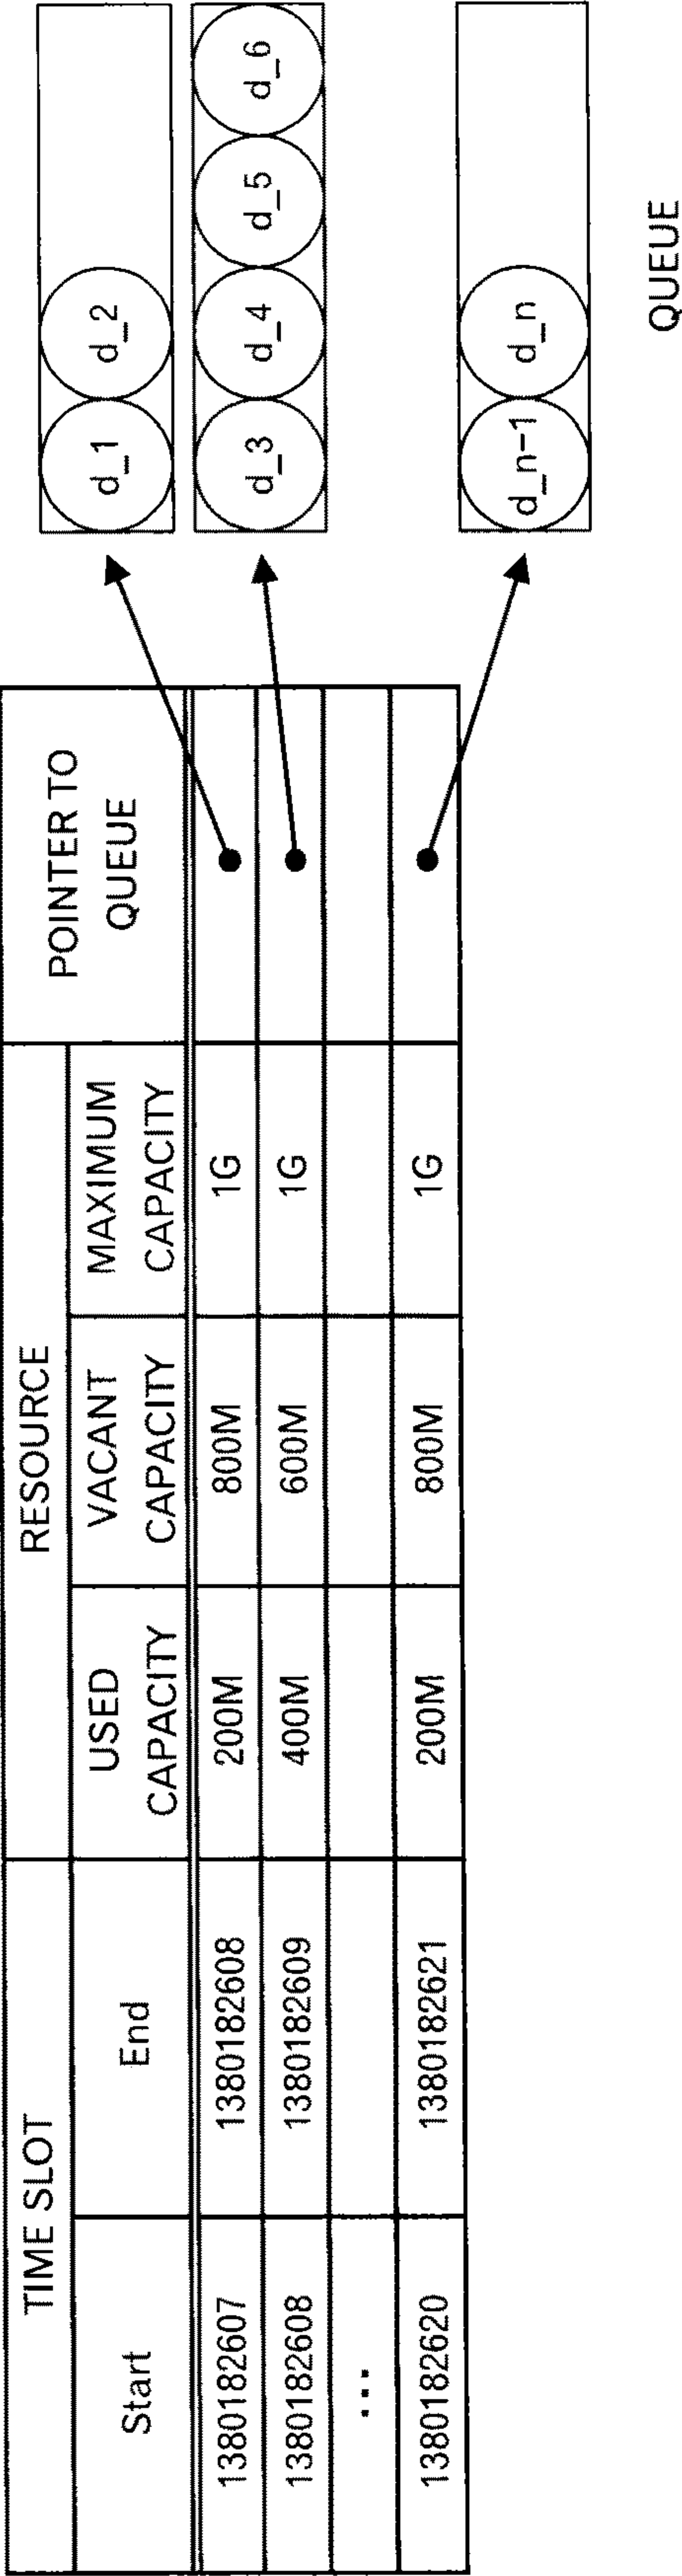 TIME SLOT RESOURCE POINTER TO QUEUE
Start End USED CAPACITY VACANT CAPACITY MAXIMUM CAPACITY
1380182607 1380182608 200M 800M 1G d_1 d_2
1380182608 1380182609 400M 600M 1G d_3 d_4 d_5 d_6
...
1380182620 1380182621 200M 800M 1G d_n-1 d_n
QUEUE